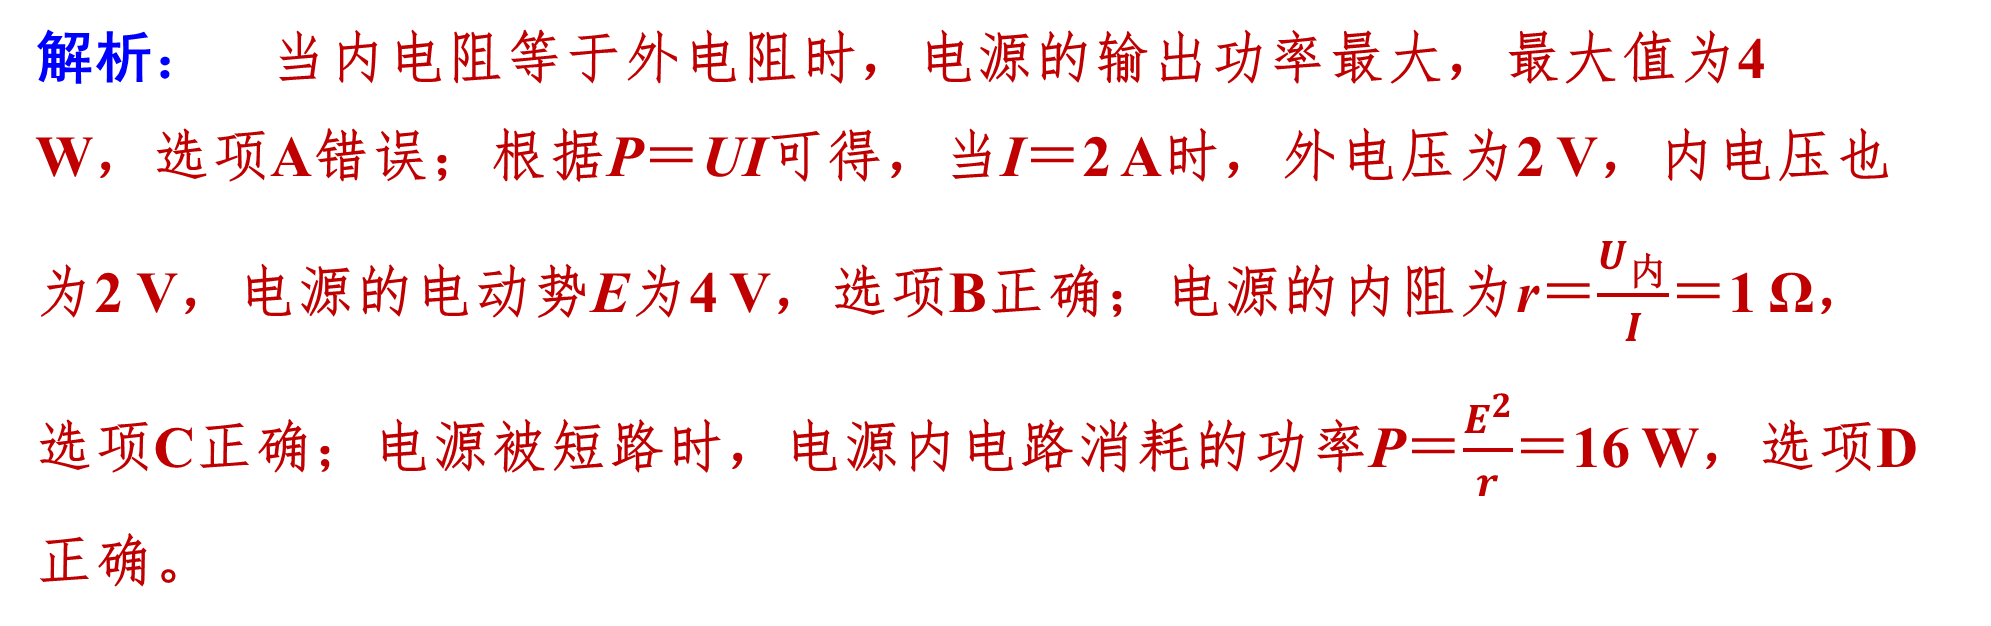 解析： 当内电阻等于外电阻时，电源的输出功率最大，最大值为4
W，选项A错误；根据P＝UI可得，当I＝2 A时，外电压为2 V，内电压也
为2 V，电源的电动势E为4 V，选项B正确；电源的内阻为r＝\frac{U_内}{I}＝1 Ω，
选项C正确；电源被短路时，电源内电路消耗的功率P＝\frac{E^2}{r}＝16 W，选项D
正确。